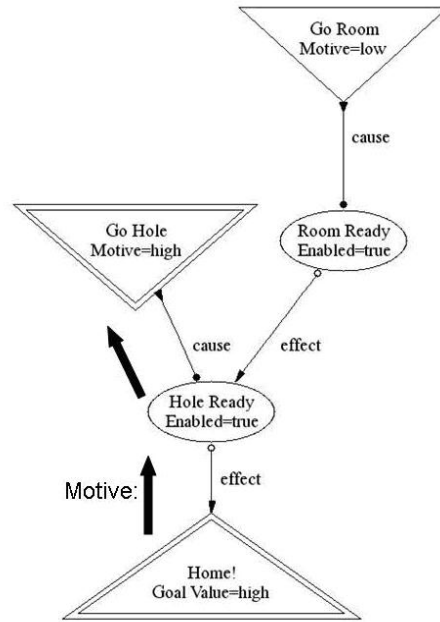 Go Room
Motive=low
cause
Go Hole
Motive=high
Room Ready
Enabled=true
cause
effect
Hole Ready
Enabled=true
Motive:
effect
Home!
Goal Value=high